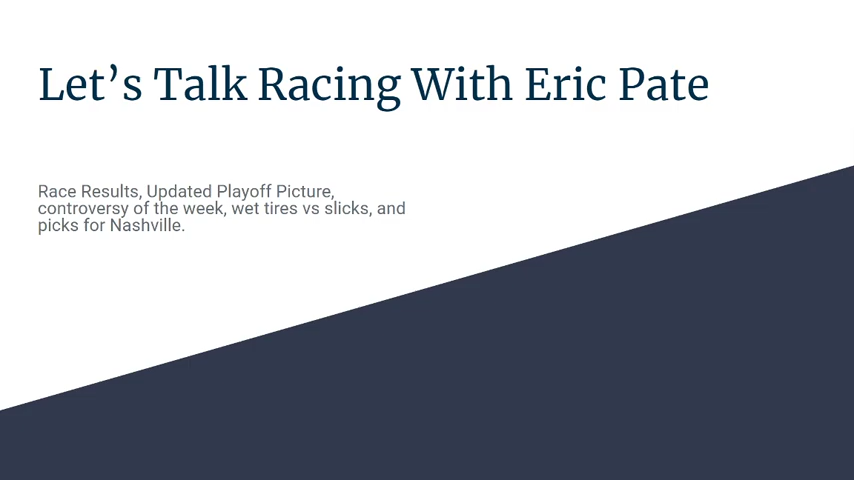 Let’s Talk Racing With Eric Pate
Race Results, Updated Playoff Picture,
controversy of the week, wet tires vs slicks, and
picks for Nashville.